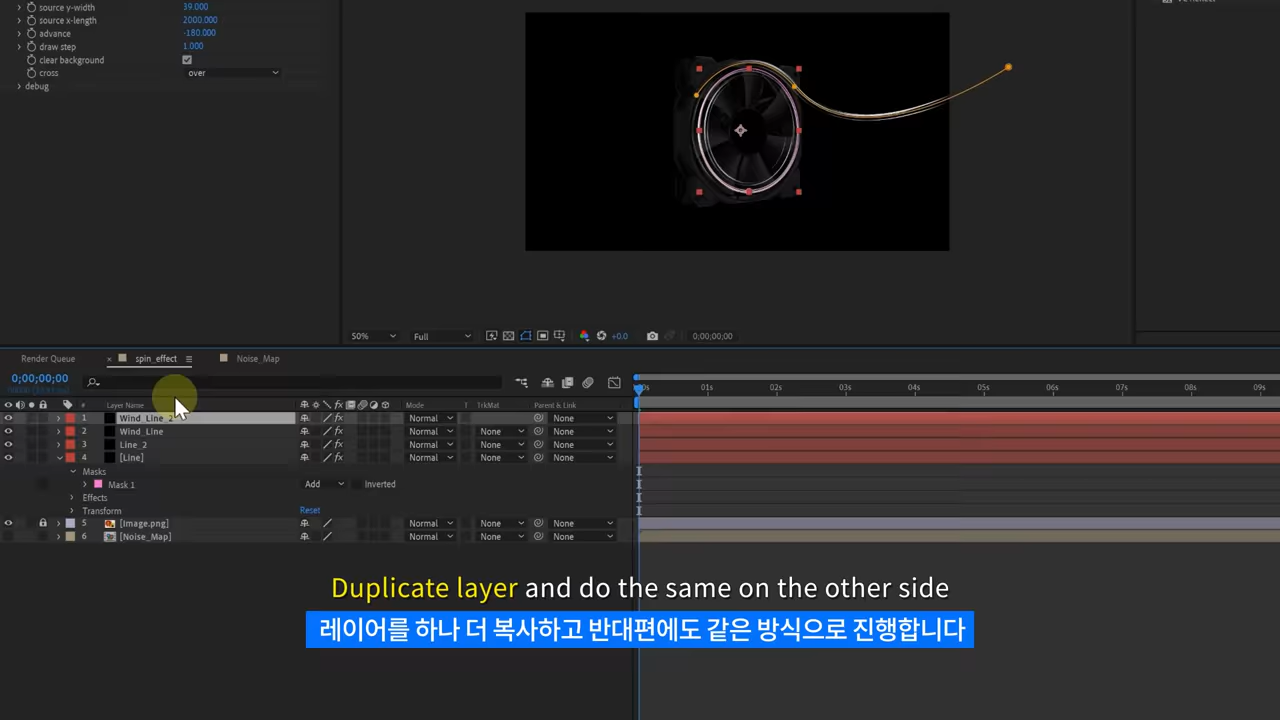 source y-width 39.000
source x-length 2000.000
advance -180.000
draw step 1.000
clear background
cross over
debug
50% Full +0.0 0:00:00:00
Render Queue × spin_effect Noise_Map
0;00;00;00
00s 01s 02s 03s 04s 05s 06s 07s 08s 09s
# Layer Name Mode T TrkMat Parent & Link
1 Wind_Line_2 Normal None
2 Wind_Line Normal None None
3 Line_2 Normal None None
4 [Line] Normal None None
Masks
Mask 1 Add Inverted
Effects
Transform Reset
5 [Image.png] Normal None None
6 [Noise_Map] Normal None None
Duplicate layer and do the same on the other side
레이어를 하나 더 복사하고 반대편에도 같은 방식으로 진행합니다